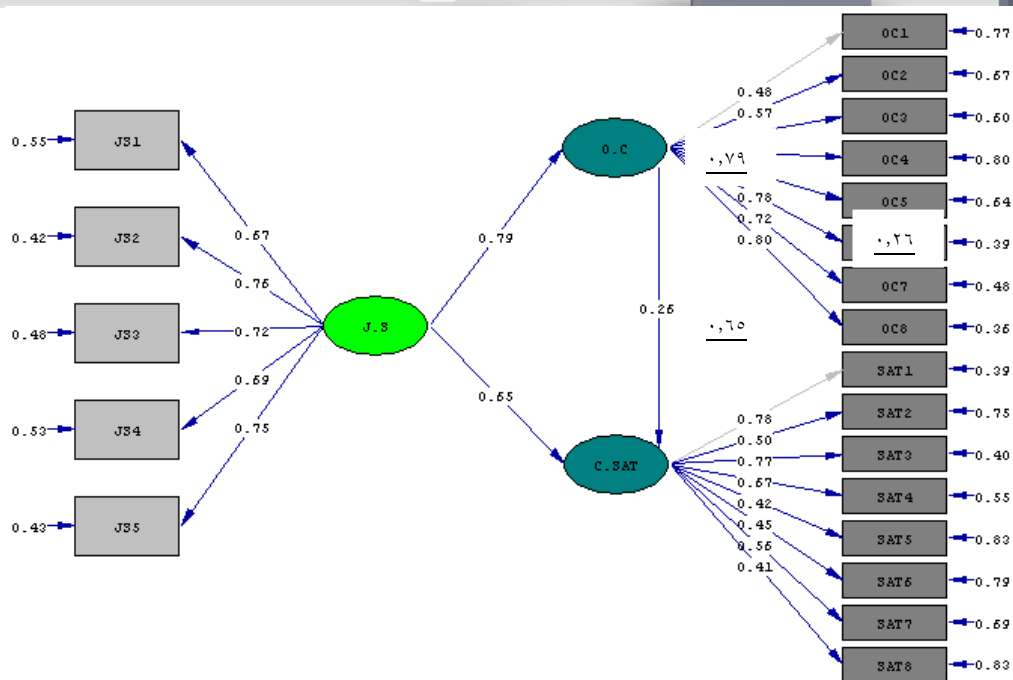 0.55
JS1
0.42
JS2
0.48
JS3
0.53
JS4
0.43
JS5
0.67
0.76
0.72
0.69
0.75
J.S
0.79
0.65
O.C
0.26
C.SAT
0.48
0.57
٠,٧٩
0.78
0.72
0.80
٠,٦٥
0.78
0.50
0.77
0.67
0.42
0.45
0.56
0.41
OC1
0.77
OC2
0.67
OC3
0.60
OC4
0.80
OC5
0.64
٠,٢٦
0.39
OC7
0.48
OC8
0.36
SAT1
0.39
SAT2
0.75
SAT3
0.40
SAT4
0.55
SAT5
0.83
SAT6
0.79
SAT7
0.69
SAT8
0.83